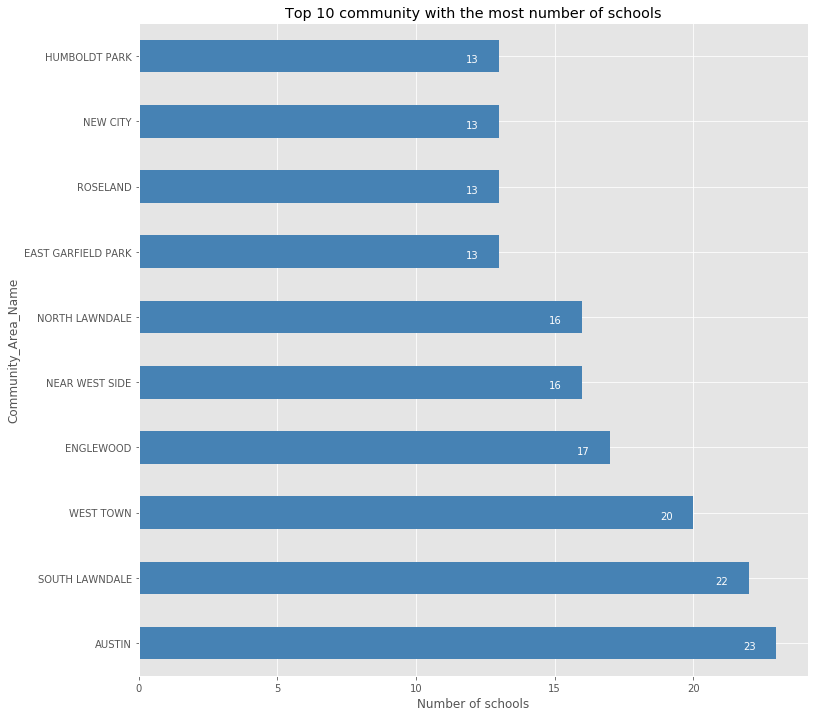 Top 10 community with the most number of schools
Community_Area_Name
HUMBOLDT PARK 13
NEW CITY 13
ROSELAND 13
EAST GARFIELD PARK 13
NORTH LAWNDALE 16
NEAR WEST SIDE 16
ENGLEWOOD 17
WEST TOWN 20
SOUTH LAWNDALE 22
AUSTIN 23
0 5 10 15 20
Number of schools